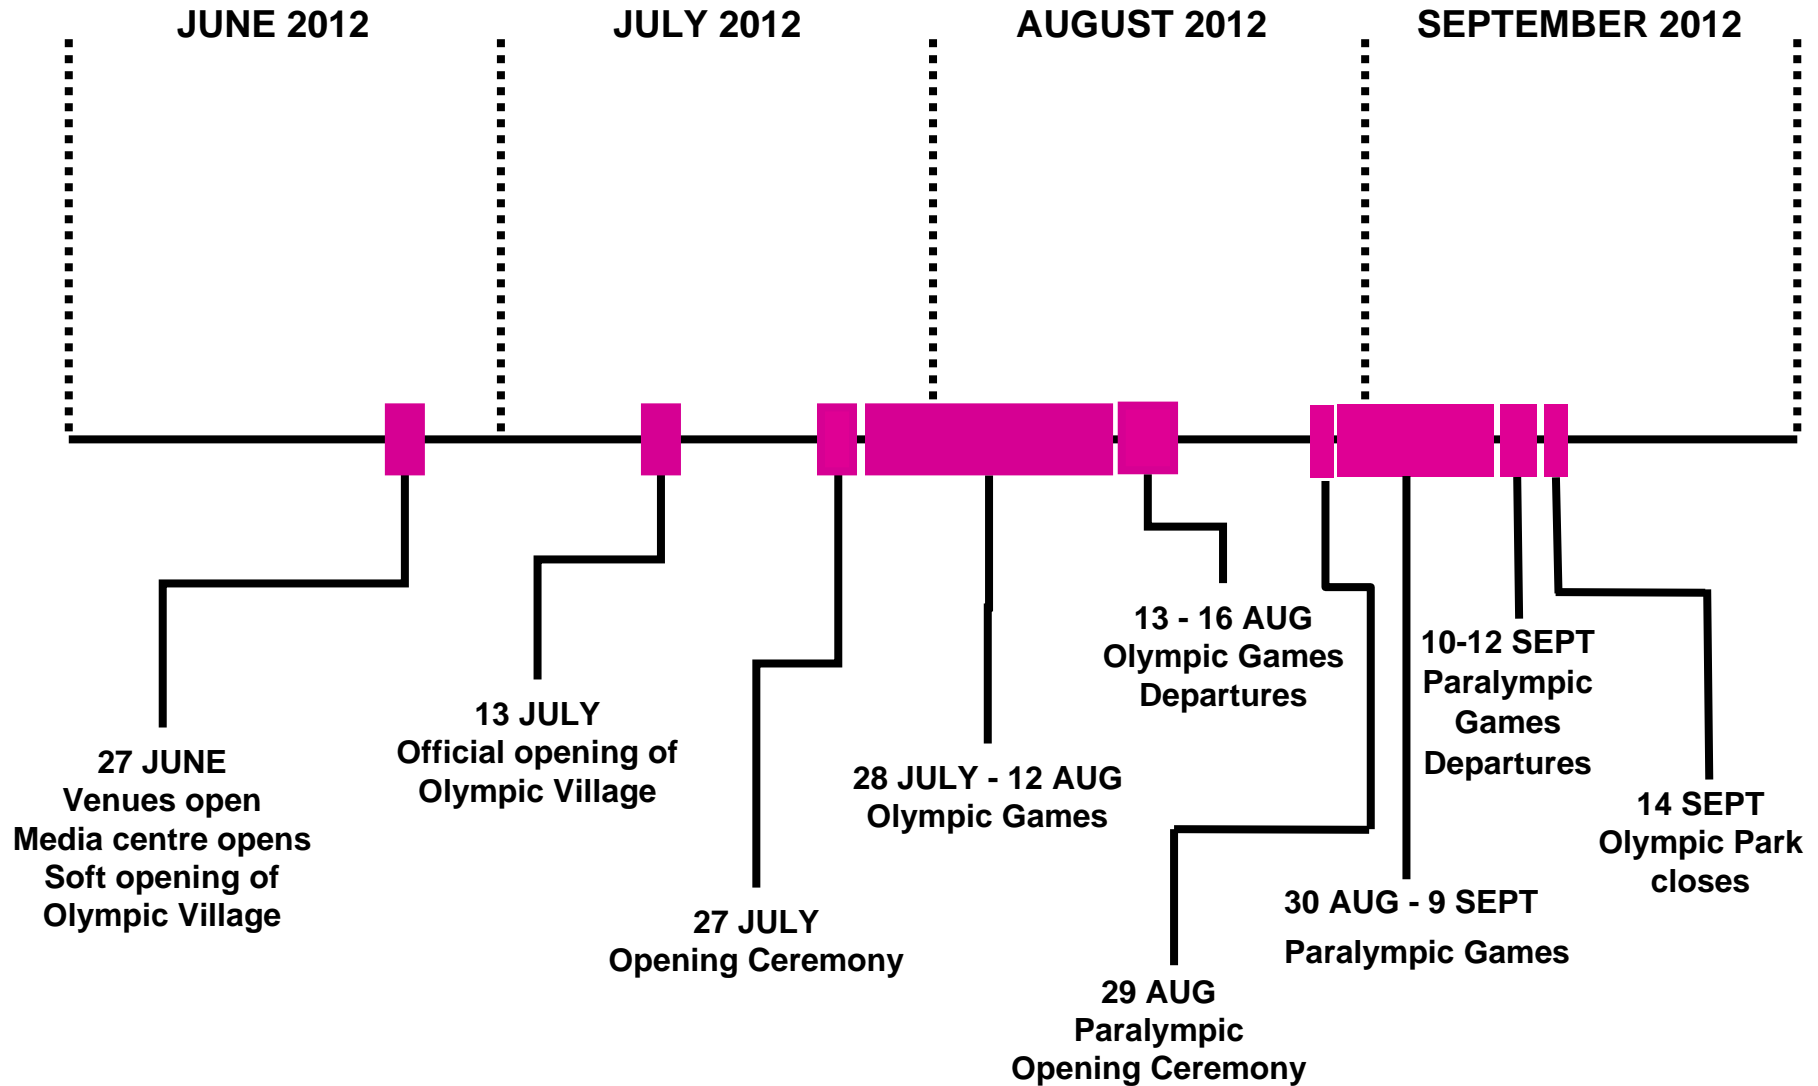 JUNE 2012
JULY 2012
AUGUST 2012
SEPTEMBER 2012
27 JUNE
Venues open
Media centre opens
Soft opening of
Olympic Village
13 JULY
Official opening of
Olympic Village
27 JULY
Opening Ceremony
28 JULY - 12 AUG
Olympic Games
13 - 16 AUG
Olympic Games
Departures
29 AUG
Paralympic
Opening Ceremony
30 AUG - 9 SEPT
Paralympic Games
10-12 SEPT
Paralympic
Games
Departures
14 SEPT
Olympic Park
closes